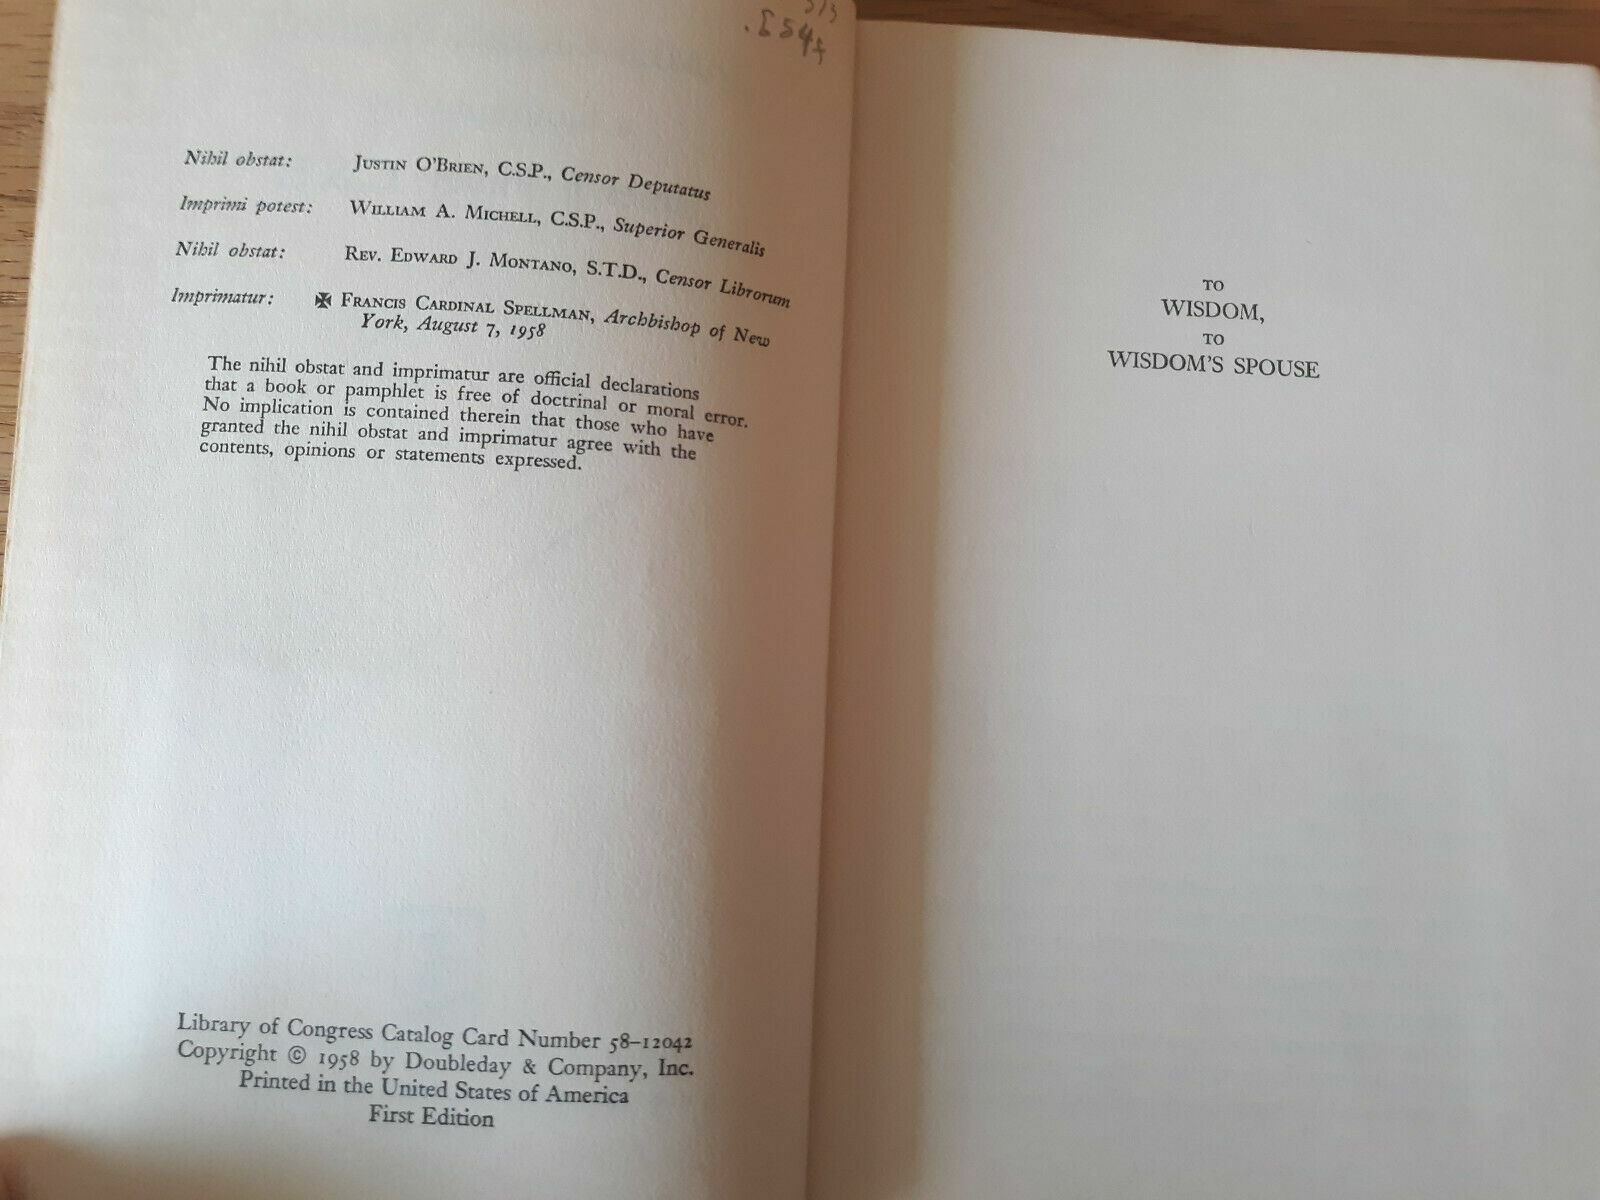 .E54f
Nihil obstat: JUSTIN O'BRIEN, C.S.P., Censor Deputatus
Imprimi potest: WILLIAM A. MICHELL, C.S.P., Superior Generalis
Nihil obstat: REV. EDWARD J. MONTANO, S.T.D., Censor Librorum
Imprimatur: ✠ FRANCIS CARDINAL SPELLMAN, Archbishop of New
York, August 7, 1958
The nihil obstat and imprimatur are official declarations
that a book or pamphlet is free of doctrinal or moral error.
No implication is contained therein that those who have
granted the nihil obstat and imprimatur agree with the
contents, opinions or statements expressed.
Library of Congress Catalog Card Number 58–12042
Copyright © 1958 by Doubleday & Company, Inc.
Printed in the United States of America
First Edition
TO
WISDOM,
TO
WISDOM'S SPOUSE